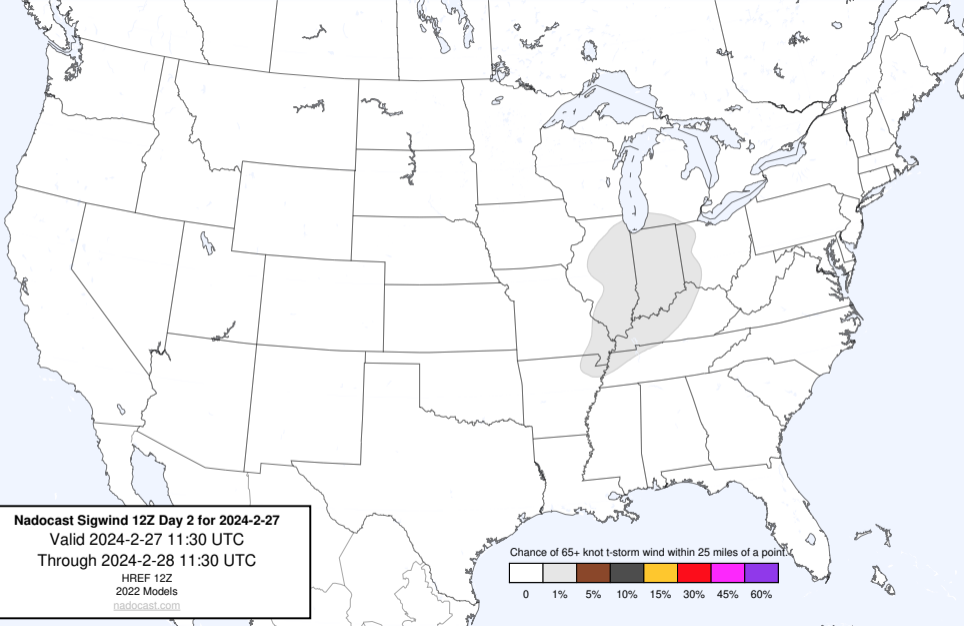 Nadocast Sigwind 12Z Day 2 for 2024-2-27
Valid 2024-2-27 11:30 UTC
Through 2024-2-28 11:30 UTC
HREF 12Z
2022 Models
nadocast.com
Chance of 65+ knot t-storm wind within 25 miles of a point.
0 1% 5% 10% 15% 30% 45% 60%